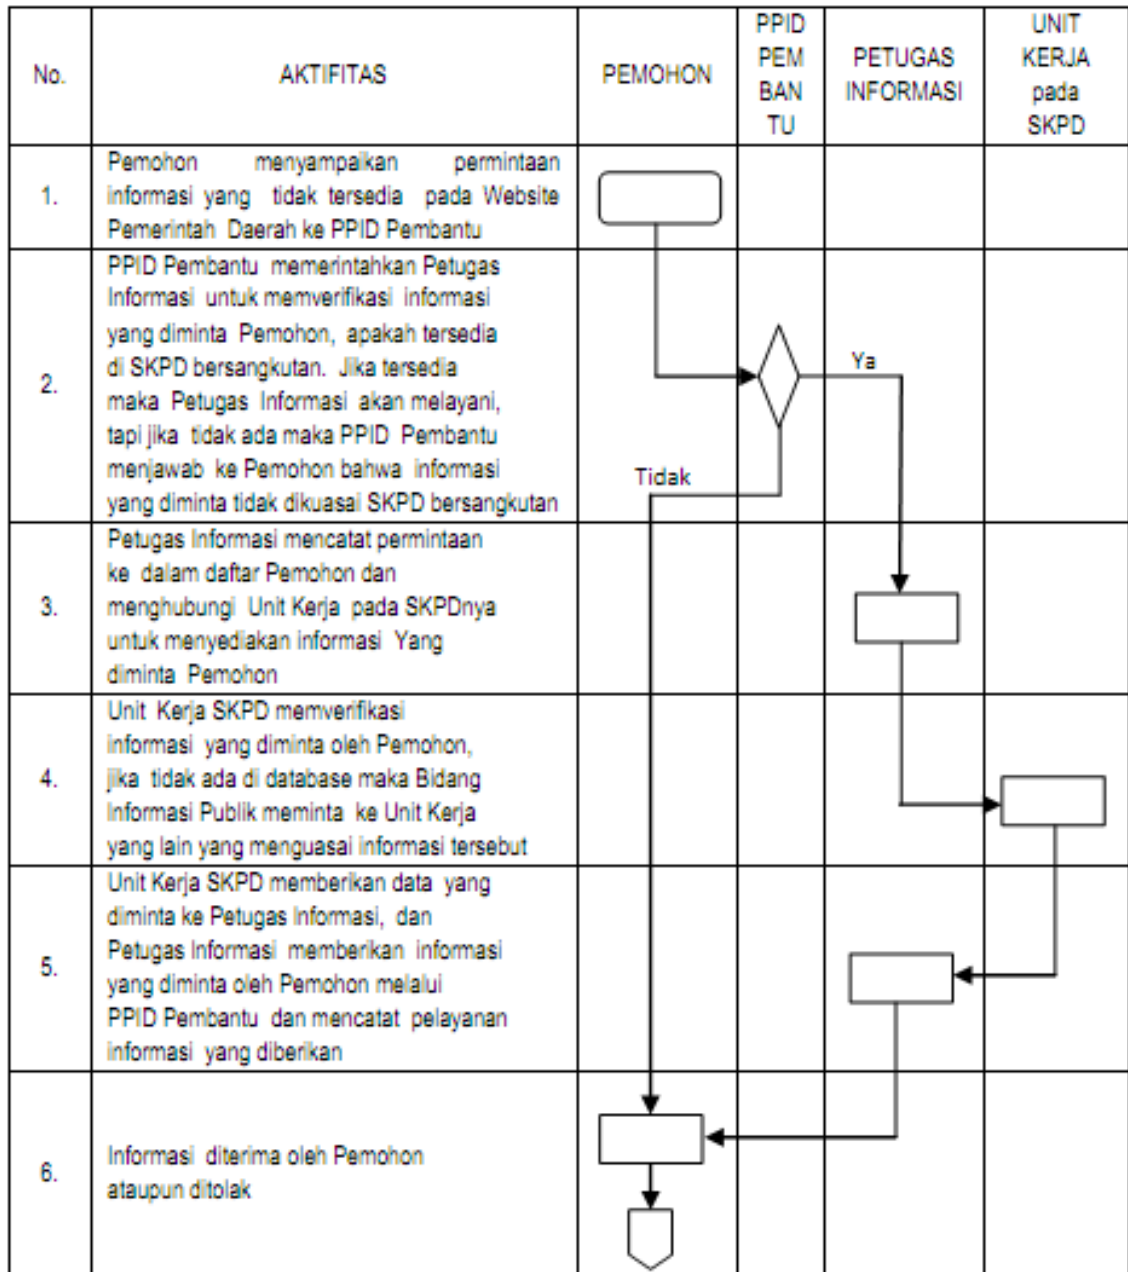 No.
AKTIFITAS
PEMOHON
PPID
PEM
BAN
TU
PETUGAS
INFORMASI
UNIT
KERJA
pada
SKPD
1.
Pemohon menyampaikan permintaan
informasi yang tidak tersedia pada Website
Pemerintah Daerah ke PPID Pembantu
2.
PPID Pembantu memerintahkan Petugas
Informasi untuk memverifikasi informasi
yang diminta Pemohon, apakah tersedia
di SKPD bersangkutan. Jika tersedia
maka Petugas Informasi akan melayani,
tapi jika tidak ada maka PPID Pembantu
menjawab ke Pemohon bahwa informasi
yang diminta tidak dikuasai SKPD bersangkutan
Ya
Tidak
3.
Petugas Informasi mencatat permintaan
ke dalam daftar Pemohon dan
menghubungi Unit Kerja pada SKPDnya
untuk menyediakan informasi Yang
diminta Pemohon
4.
Unit Kerja SKPD memverifikasi
informasi yang diminta oleh Pemohon,
jika tidak ada di database maka Bidang
Informasi Publik meminta ke Unit Kerja
yang lain yang menguasai informasi tersebut
5.
Unit Kerja SKPD memberikan data yang
diminta ke Petugas Informasi, dan
Petugas Informasi memberikan informasi
yang diminta oleh Pemohon melalui
PPID Pembantu dan mencatat pelayanan
informasi yang diberikan
6.
Informasi diterima oleh Pemohon
ataupun ditolak